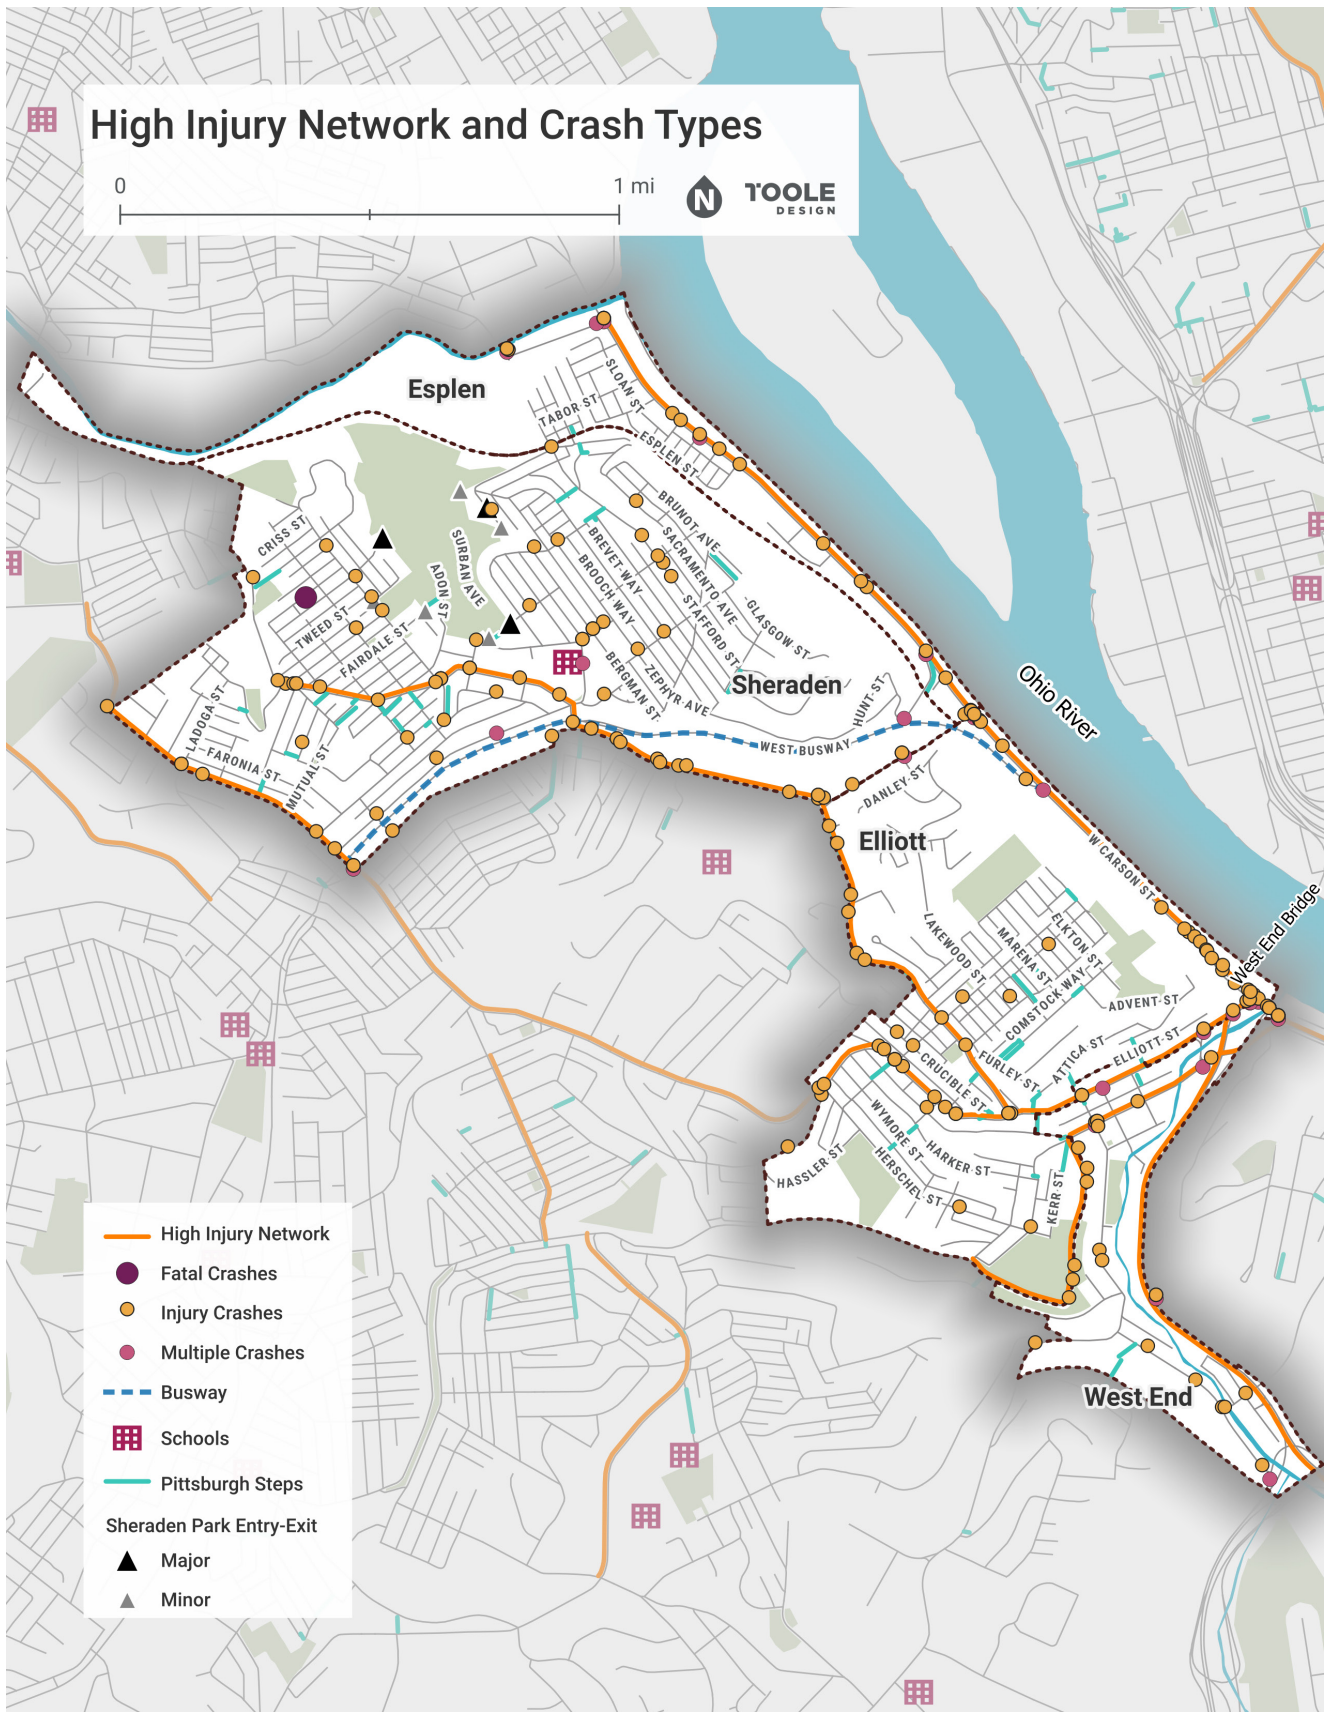 High Injury Network and Crash Types
0
1 mi
N
TOOLE
DESIGN
Esplen
SLOAN ST
TABOR ST
ESPLEN ST
BRUNOT AVE
CRISS ST
SURBAN AVE
SACRAMENTO AVE
BREVET WAY
BROOCH WAY
ADON ST
STAFFORD ST
GLASGOW ST
TWEED ST
FAIRDALE ST
BERGMAN ST
ZEPHYR AVE
Sheraden
HUNT ST
Ohio River
LADOGA ST
FARONIA ST
MUTUAL ST
WEST BUSWAY
DANLEY ST
Elliott
W CARSON ST
West End Bridge
LAKEWOOD ST
MARENA ST
ELKTON ST
COMSTOCK WAY
ADVENT ST
CRUCIBLE ST
FURLEY ST
ATTICA ST
ELLIOTT ST
WYMORE ST
HARKER ST
HASSLER ST
HERSCHEL ST
KERR ST
West End
High Injury Network
Fatal Crashes
Injury Crashes
Multiple Crashes
Busway
Schools
Pittsburgh Steps
Sheraden Park Entry-Exit
Major
Minor